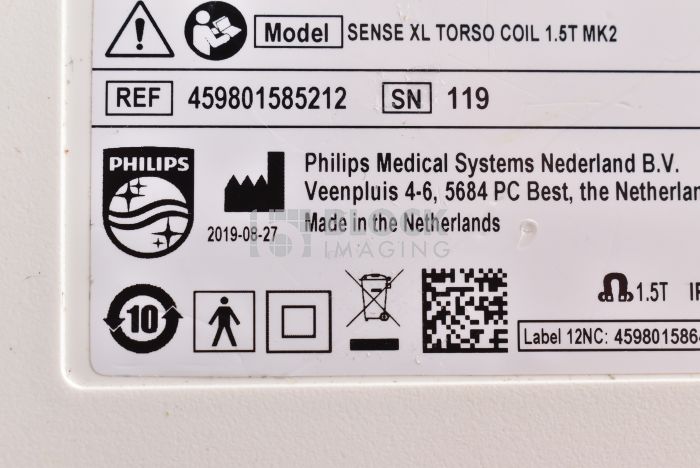 Model SENSE XL TORSO COIL 1.5T MK2
REF 459801585212 SN 119
PHILIPS
Philips Medical Systems Nederland B.V.
Veenpluis 4-6, 5684 PC Best, the Netherlan
Made in the Netherlands
2019-08-27
BLOCK
IMAGING
10
1.5T
Label 12NC: 459801586